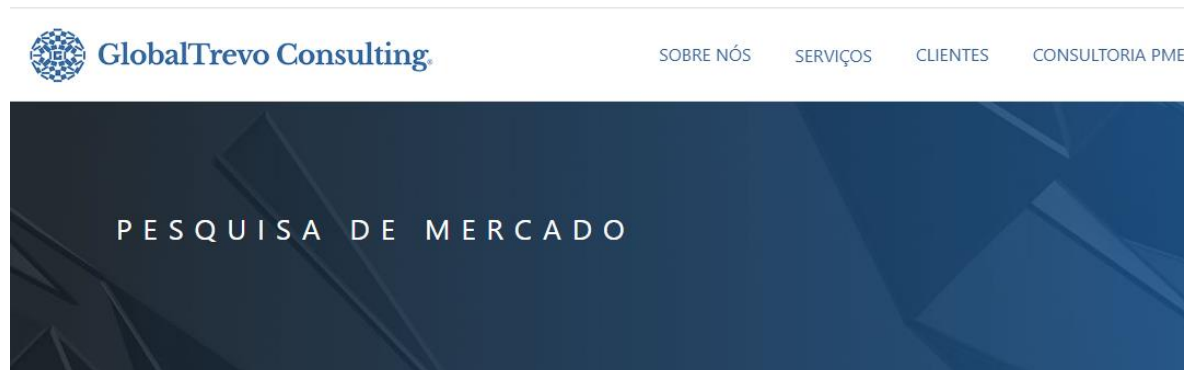 GlobalTrevo Consulting®
SOBRE NÓS SERVIÇOS CLIENTES CONSULTORIA PME
PESQUISA DE MERCADO